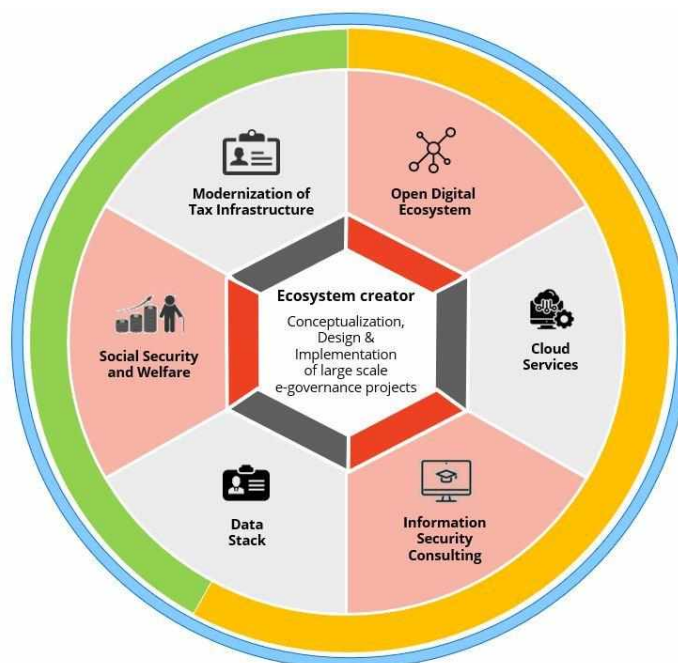 Modernization of
Tax Infrastructure
Open Digital
Ecosystem
Ecosystem creator
Conceptualization,
Design &
Implementation
of large scale
e-governance projects
Social Security
and Welfare
Cloud
Services
Data
Stack
Information
Security
Consulting